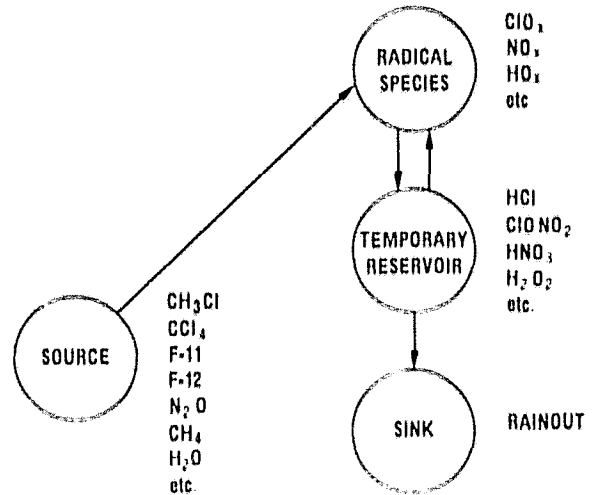 RADICAL
SPECIES
ClOₓ
NOₓ
HOₓ
etc
TEMPORARY
RESERVOIR
HCl
ClONO₂
HNO₃
H₂O₂
etc.
SOURCE
CH₃Cl
CCl₄
F-11
F-12
N₂O
CH₄
H₂O
etc.
SINK
RAINOUT